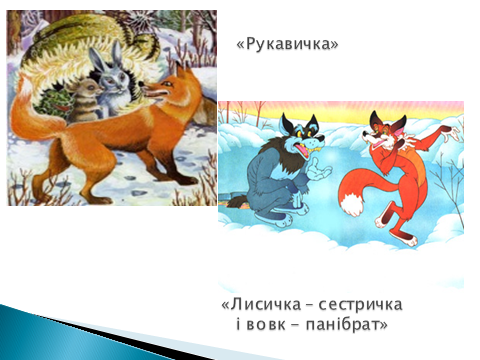 «Рукавичка»
«Лисичка – сестричка
і вовк – панібрат»